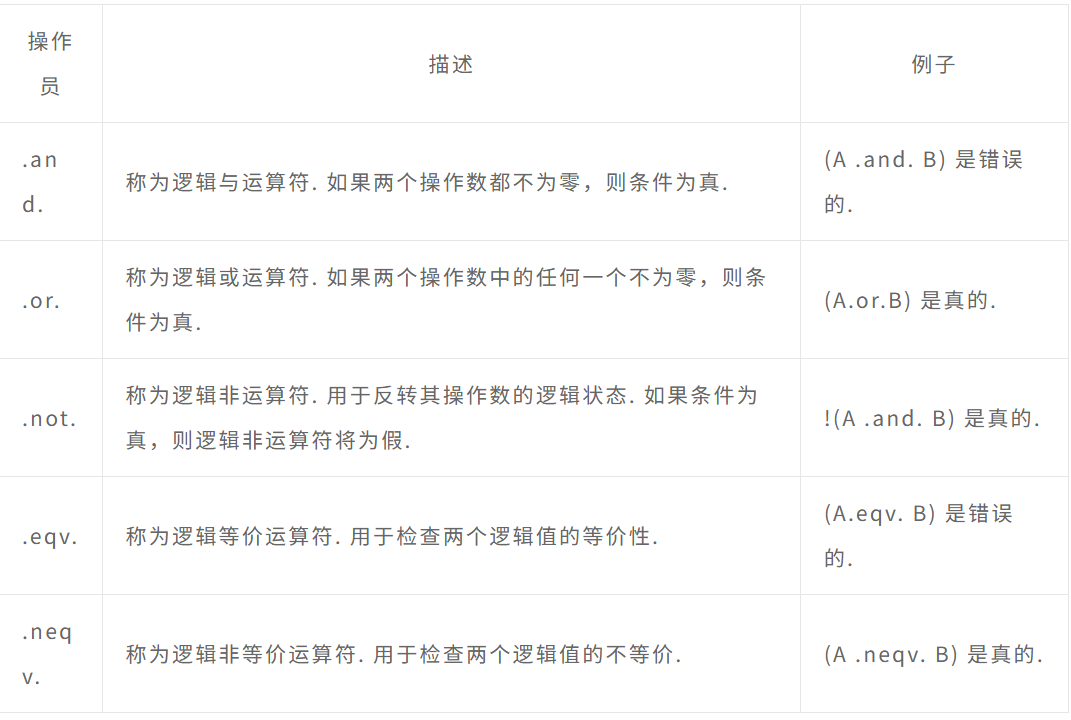 操作
员
描述
例子
.an
d.
称为逻辑与运算符. 如果两个操作数都不为零，则条件为真.
(A .and. B) 是错误
的.
.or.
称为逻辑或运算符. 如果两个操作数中的任何一个不为零，则条
件为真.
(A.or.B) 是真的.
.not.
称为逻辑非运算符. 用于反转其操作数的逻辑状态. 如果条件为
真，则逻辑非运算符将为假.
!(A .and. B) 是真的.
.eqv.
称为逻辑等价运算符. 用于检查两个逻辑值的等价性.
(A.eqv. B) 是错误
的.
.neq
v.
称为逻辑非等价运算符. 用于检查两个逻辑值的不等价.
(A .neqv. B) 是真的.